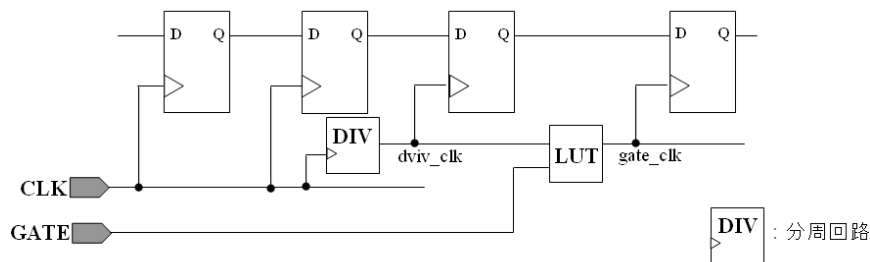 D Q D Q D Q D Q
DIV
dviv_clk
LUT
gate_clk
CLK
GATE
DIV : 分周回路